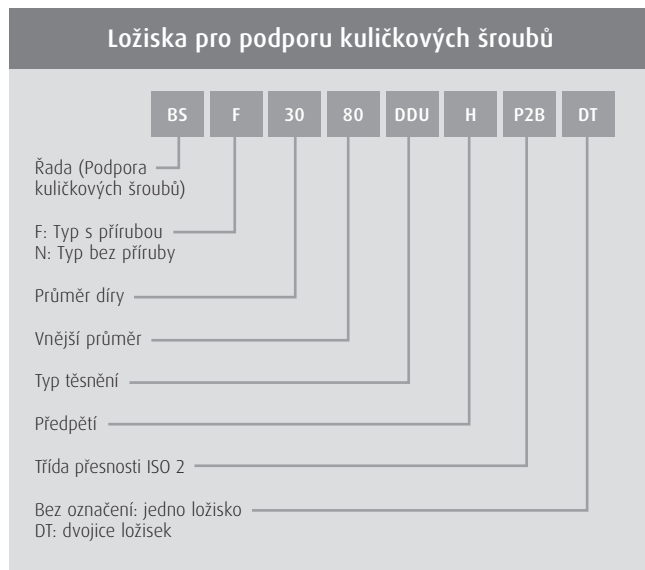 Ložiska pro podporu kuličkových šroubů
BS F 30 80 DDU H P2B DT
Řada (Podpora
kuličkových šroubů)
F: Typ s přírubou
N: Typ bez příruby
Průměr díry
Vnější průměr
Typ těsnění
Předpětí
Třída přesnosti ISO 2
Bez označení: jedno ložisko
DT: dvojice ložisek